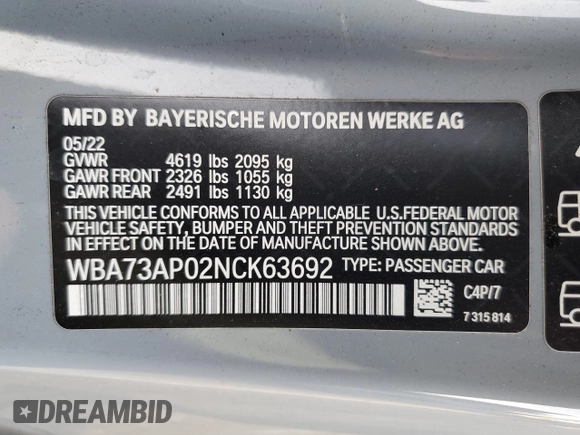 MFD BY BAYERISCHE MOTOREN WERKE AG
05/22
GVWR 4619 lbs 2095 kg
GAWR FRONT 2326 lbs 1055 kg
GAWR REAR 2491 lbs 1130 kg
THIS VEHICLE CONFORMS TO ALL APPLICABLE U.S.FEDERAL MOTOR
VEHICLE SAFETY, BUMPER AND THEFT PREVENTION STANDARDS IN
EFFECT ON THE DATE OF MANUFACTURE SHOWN ABOVE.
WBA73AP02NCK63692 TYPE: PASSENGER CAR
C4P/7
7 315 814
DREAMBID